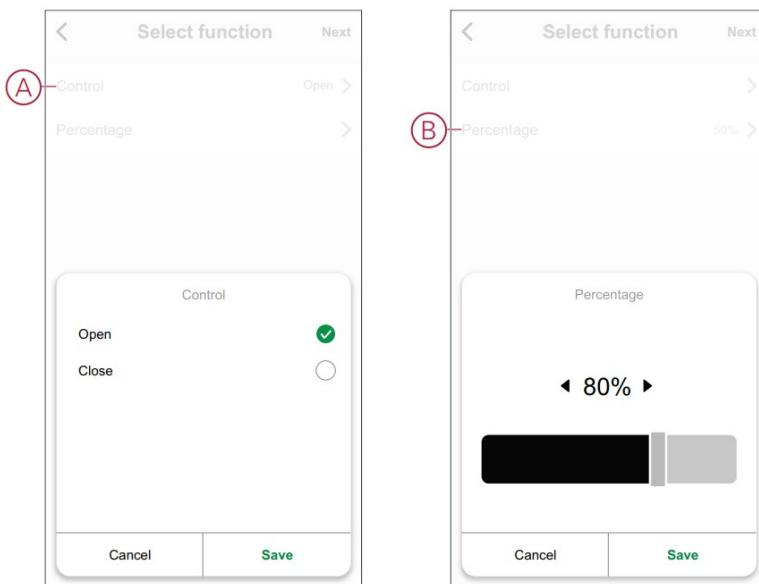 Select function Next
A
Control Open
Percentage
Control
Open
Close
Cancel Save
Select function Next
Control
B
Percentage 50%
Percentage
80%
Cancel Save